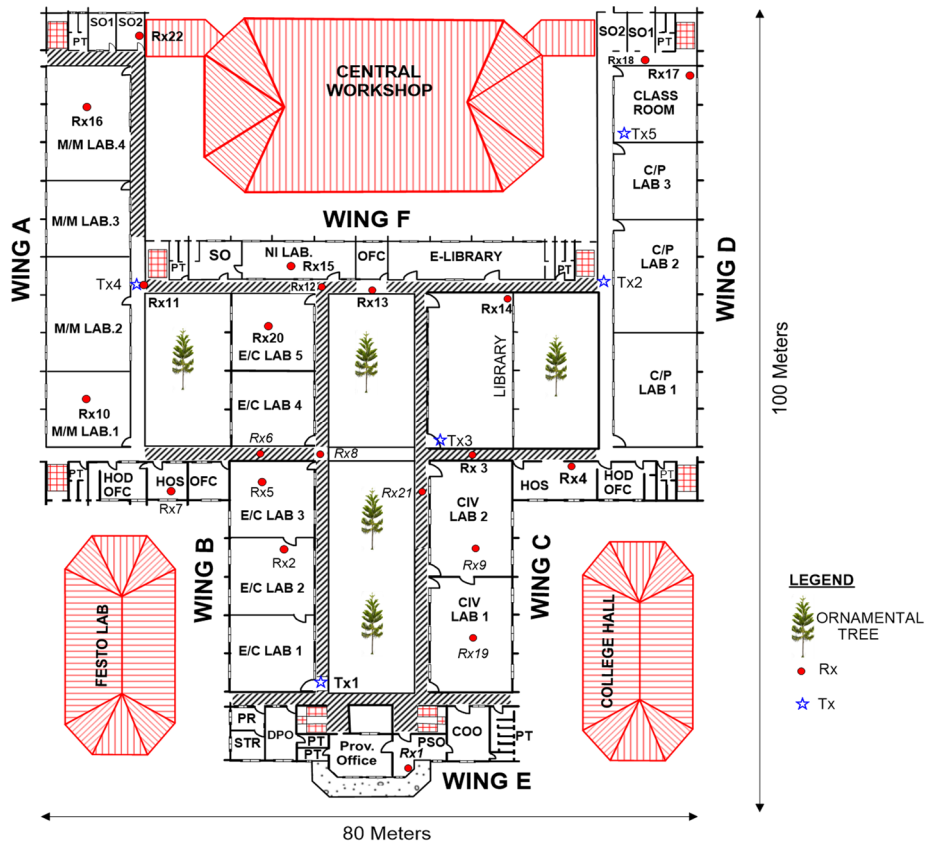 SO1 SO2
PT
Rx22
CENTRAL
WORKSHOP
SO2 SO1
PT
Rx18
Rx17
CLASS
ROOM
Tx5
Rx16
M/M LAB.4
C/P
LAB 3
WING A
M/M LAB.3
WING F
C/P
LAB 2
WING D
PT
SO
NI LAB.
Rx15
OFC
E-LIBRARY
PT
Tx4
Rx11
Rx12
Rx13
Rx14
Tx2
M/M LAB.2
Rx20
E/C LAB 5
LIBRARY
C/P
LAB 1
100 Meters
Rx10
M/M LAB.1
E/C LAB 4
Rx6
Rx8
Tx3
Rx 3
PT
HOD
OFC
HOS
OFC
Rx7
Rx5
E/C LAB 3
Rx21
CIV
LAB 2
HOS
Rx4
HOD
OFC
PT
WING B
Rx2
E/C LAB 2
Rx9
WING C
FESTO LAB
E/C LAB 1
CIV
LAB 1
Rx19
COLLEGE HALL
LEGEND
ORNAMENTAL
TREE
Rx
Tx
Tx1
PR
STR
DPO
PT
PT
Prov.
Office
Rx1
PSO
COO
PT
WING E
80 Meters